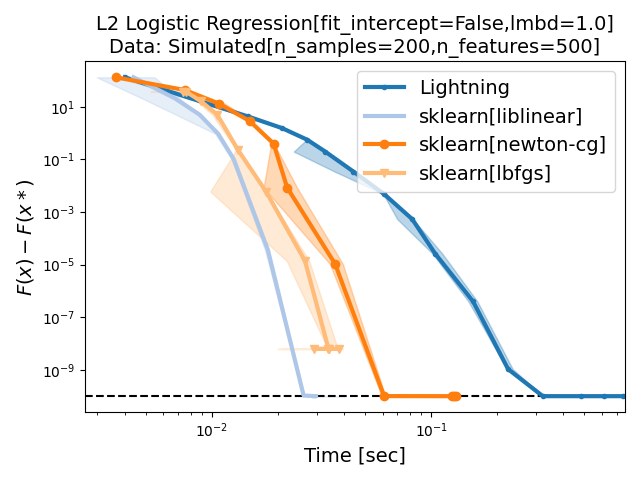 L2 Logistic Regression[fit_intercept=False,lmbd=1.0]
Data: Simulated[n_samples=200,n_features=500]
Lightning
sklearn[liblinear]
sklearn[newton-cg]
sklearn[lbfgs]
F(x) − F(x*)
10¹
10⁻¹
10⁻³
10⁻⁵
10⁻⁷
10⁻⁹
10⁻² 10⁻¹
Time [sec]